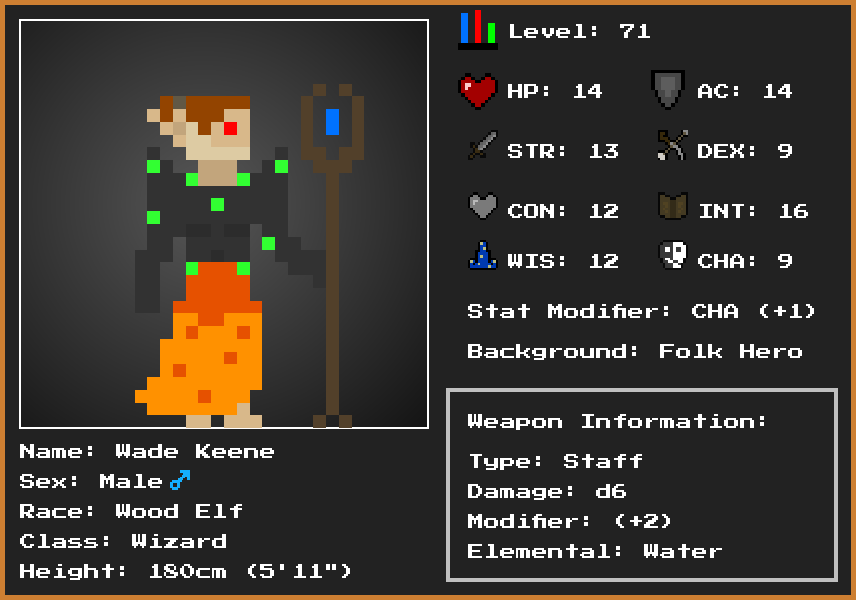 Level: 71
HP: 14 AC: 14
STR: 13 DEX: 9
CON: 12 INT: 16
WIS: 12 CHA: 9
Stat Modifier: CHA (+1)
Background: Folk Hero
Weapon Information:
Type: Staff
Damage: d6
Modifier: (+2)
Elemental: Water
Name: Wade Keene
Sex: Male♂
Race: Wood Elf
Class: Wizard
Height: 180cm (5'11")